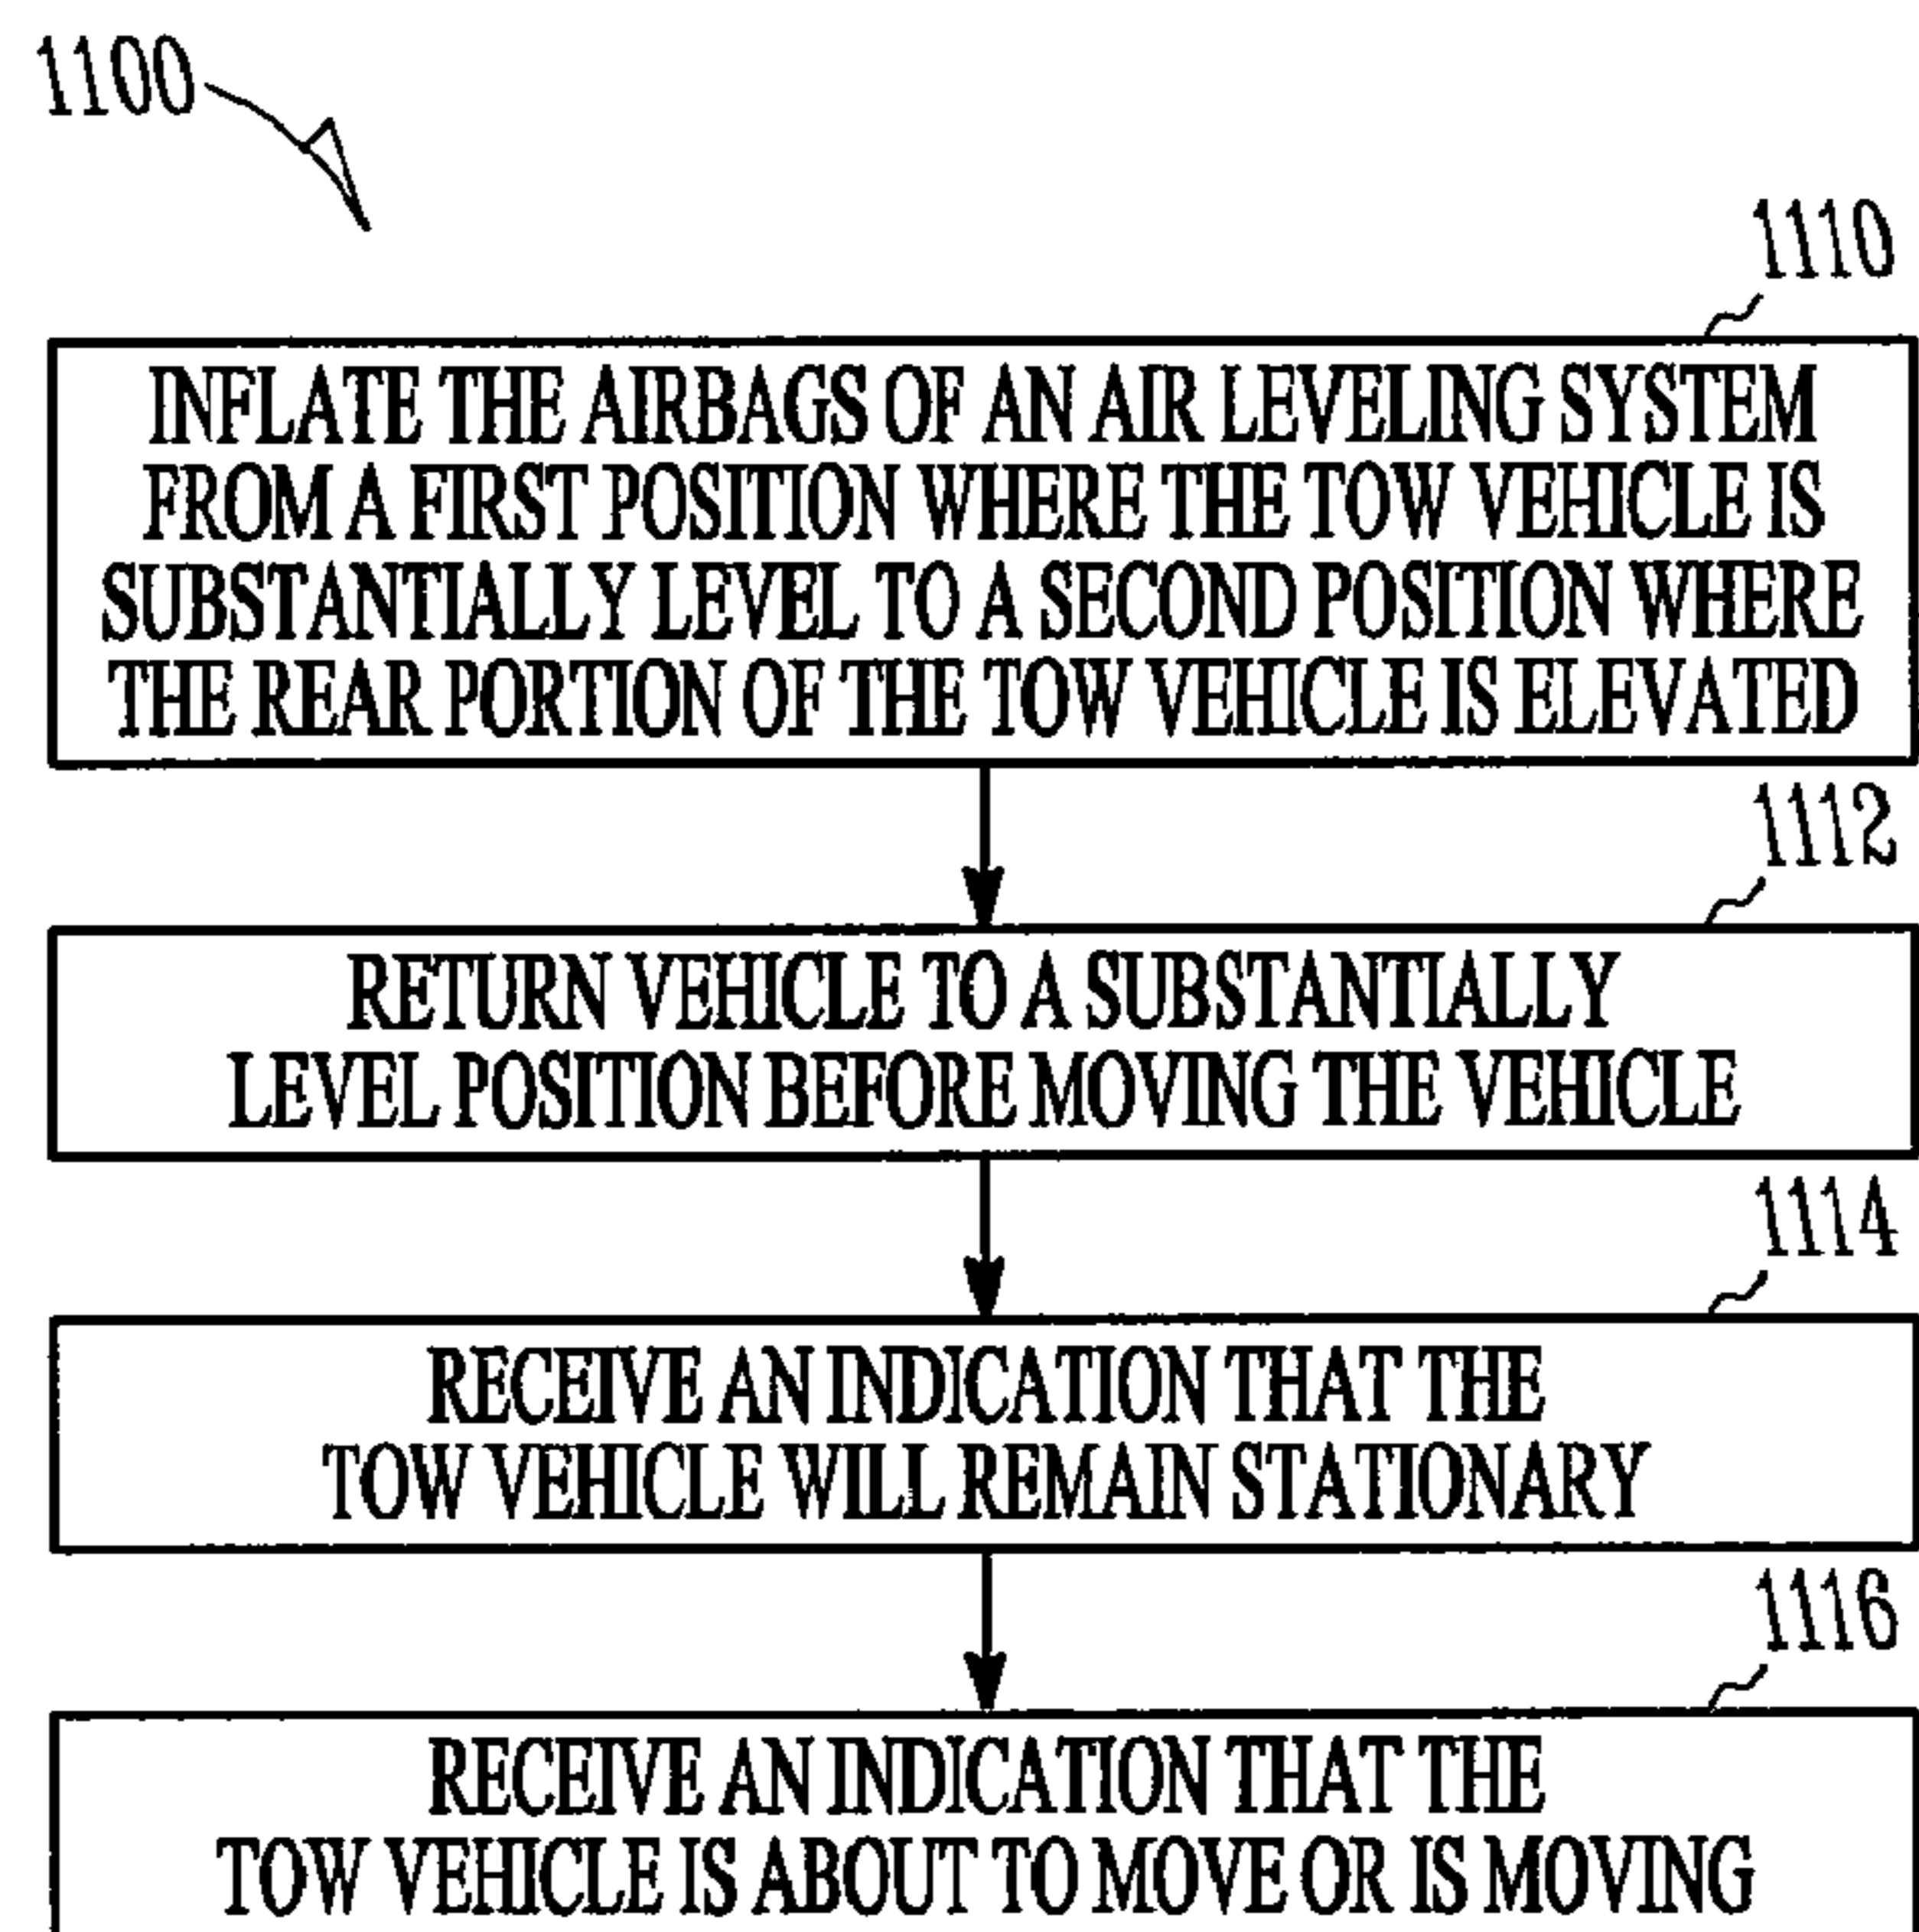 1100
1110
INFLATE THE AIRBAGS OF AN AIR LEVELING SYSTEM
FROM A FIRST POSITION WHERE THE TOW VEHICLE IS
SUBSTANTIALLY LEVEL TO A SECOND POSITION WHERE
THE REAR PORTION OF THE TOW VEHICLE IS ELEVATED
1112
RETURN VEHICLE TO A SUBSTANTIALLY
LEVEL POSITION BEFORE MOVING THE VEHICLE
1114
RECEIVE AN INDICATION THAT THE
TOW VEHICLE WILL REMAIN STATIONARY
1116
RECEIVE AN INDICATION THAT THE
TOW VEHICLE IS ABOUT TO MOVE OR IS MOVING